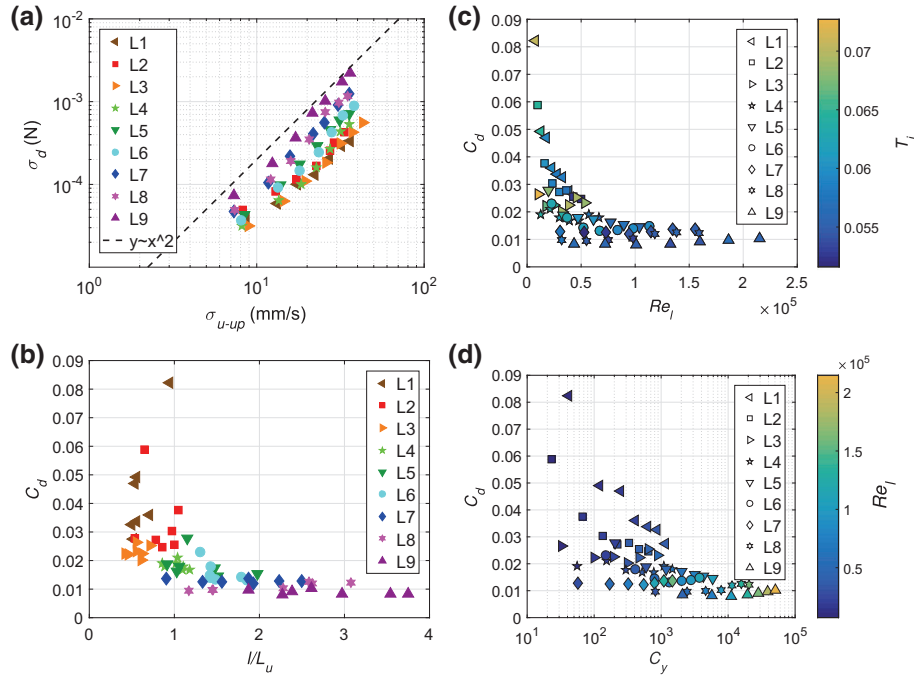 (a)
10^-2
10^-3
10^-4
σ_d (N)
L1
L2
L3
L4
L5
L6
L7
L8
L9
y~x^2
10^0
10^1
10^2
σ_u-up (mm/s)
(c)
0.09
0.08
0.07
0.06
0.05
0.04
0.03
0.02
0.01
0
C_d
L1
L2
L3
L4
L5
L6
L7
L8
L9
0
0.5
1
1.5
2
2.5
Re_l
×10^5
0.07
0.065
0.06
0.055
T_i
(b)
0.09
0.08
0.07
0.06
0.05
0.04
0.03
0.02
0.01
0
C_d
L1
L2
L3
L4
L5
L6
L7
L8
L9
0
1
2
3
4
l/L_u
(d)
0.09
0.08
0.07
0.06
0.05
0.04
0.03
0.02
0.01
0
C_d
L1
L2
L3
L4
L5
L6
L7
L8
L9
10^1
10^2
10^3
10^4
10^5
C_y
×10^5
2
1.5
1
0.5
Re_l